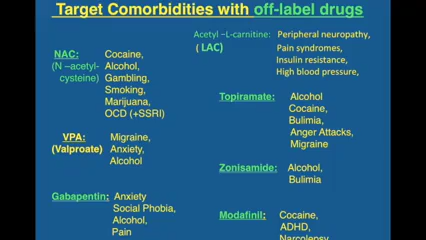 Target Comorbidities with off-label drugs
NAC: Cocaine,
(N –acetyl- Alcohol,
cysteine) Gambling,
Smoking,
Marijuana,
OCD (+SSRI)
VPA: Migraine,
(Valproate) Anxiety,
Alcohol
Gabapentin: Anxiety
Social Phobia,
Alcohol,
Pain
Acetyl –L-carnitine: Peripheral neuropathy,
( LAC) Pain syndromes,
Insulin resistance,
High blood pressure,
Topiramate: Alcohol
Cocaine,
Bulimia,
Anger Attacks,
Migraine
Zonisamide: Alcohol,
Bulimia
Modafinil: Cocaine,
ADHD,
Narcolepsy